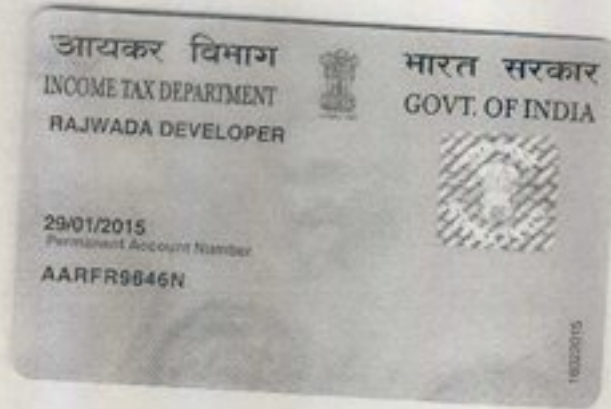 आयकर विभाग
भारत सरकार
INCOME TAX DEPARTMENT
GOVT. OF INDIA
RAJWADA DEVELOPER
29/01/2015
Permanent Account Number
AARFR9846N